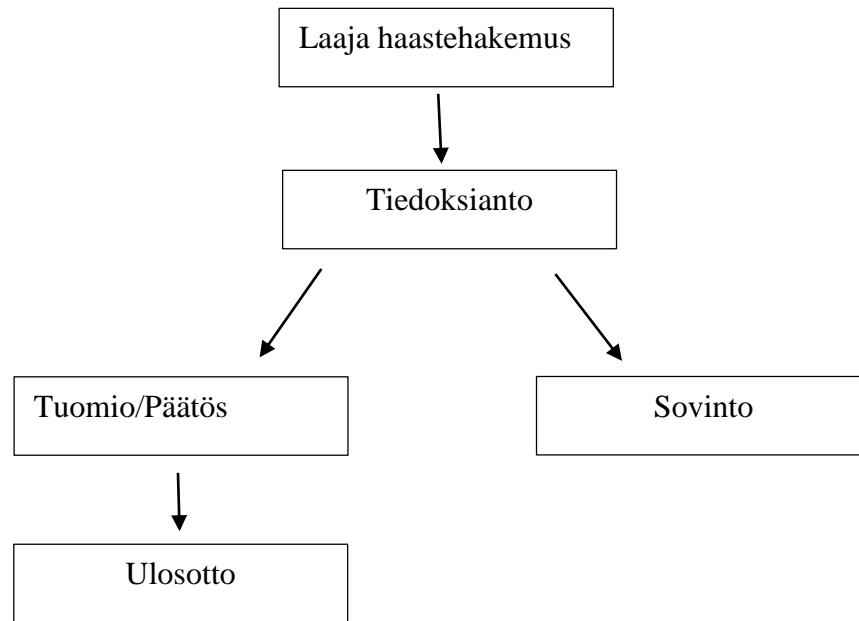 Laaja haastehakemus
Tiedoksianto
Tuomio/Päätös
Sovinto
Ulosotto